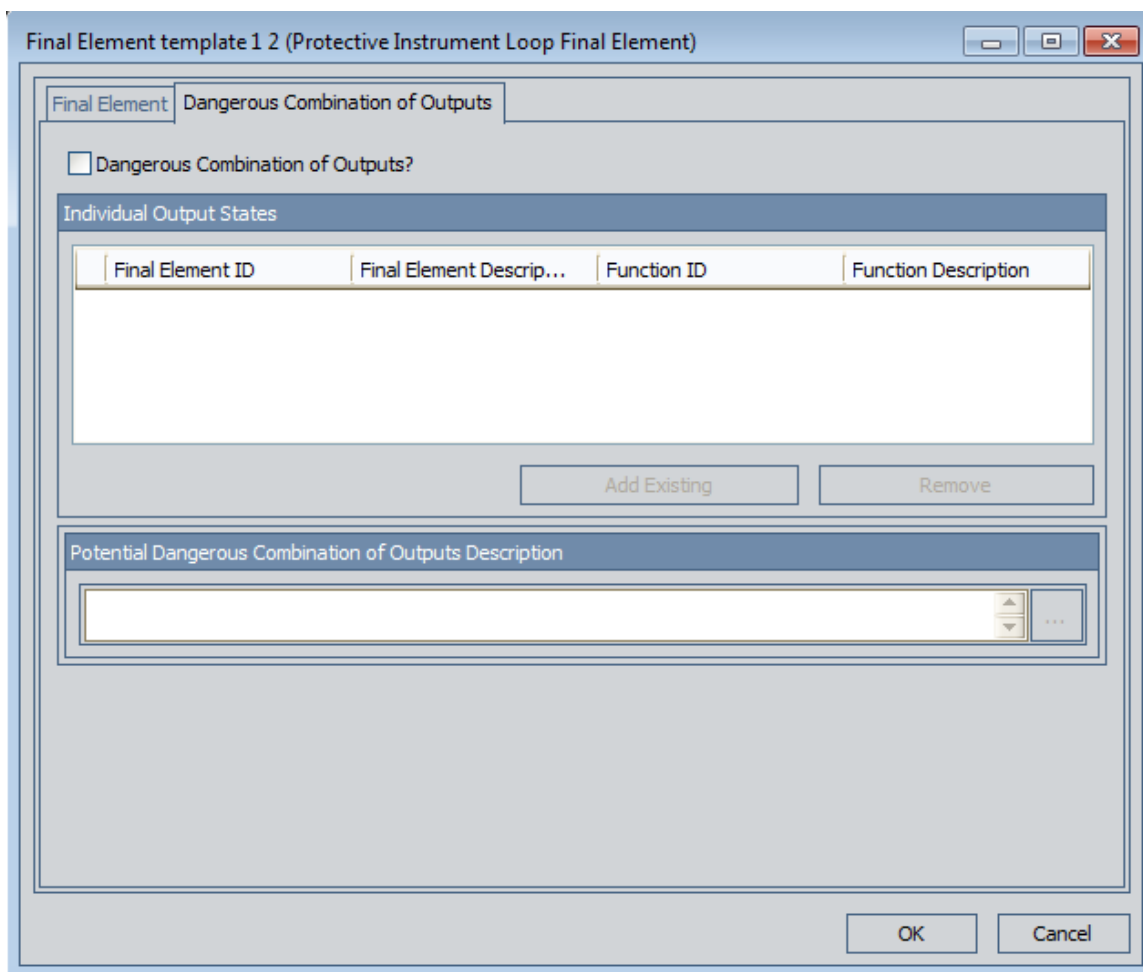 Final Element template 1 2 (Protective Instrument Loop Final Element)
Final Element Dangerous Combination of Outputs
Dangerous Combination of Outputs?
Individual Output States
Final Element ID Final Element Descrip... Function ID Function Description
Add Existing Remove
Potential Dangerous Combination of Outputs Description
...
OK Cancel